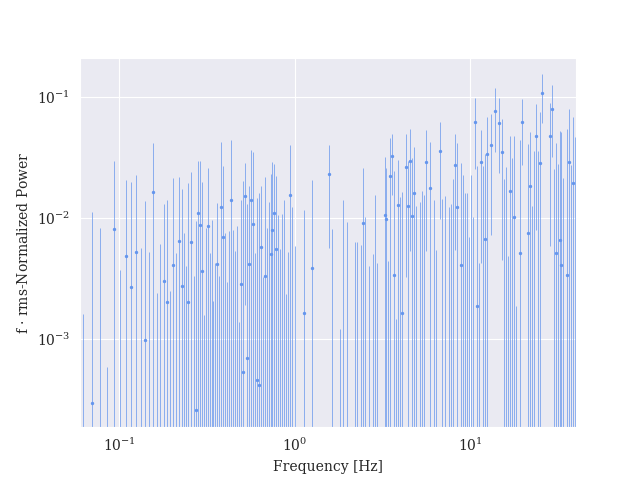 f · rms-Normalized Power
10⁻¹
10⁻²
10⁻³
10⁻¹ 10⁰ 10¹
Frequency [Hz]